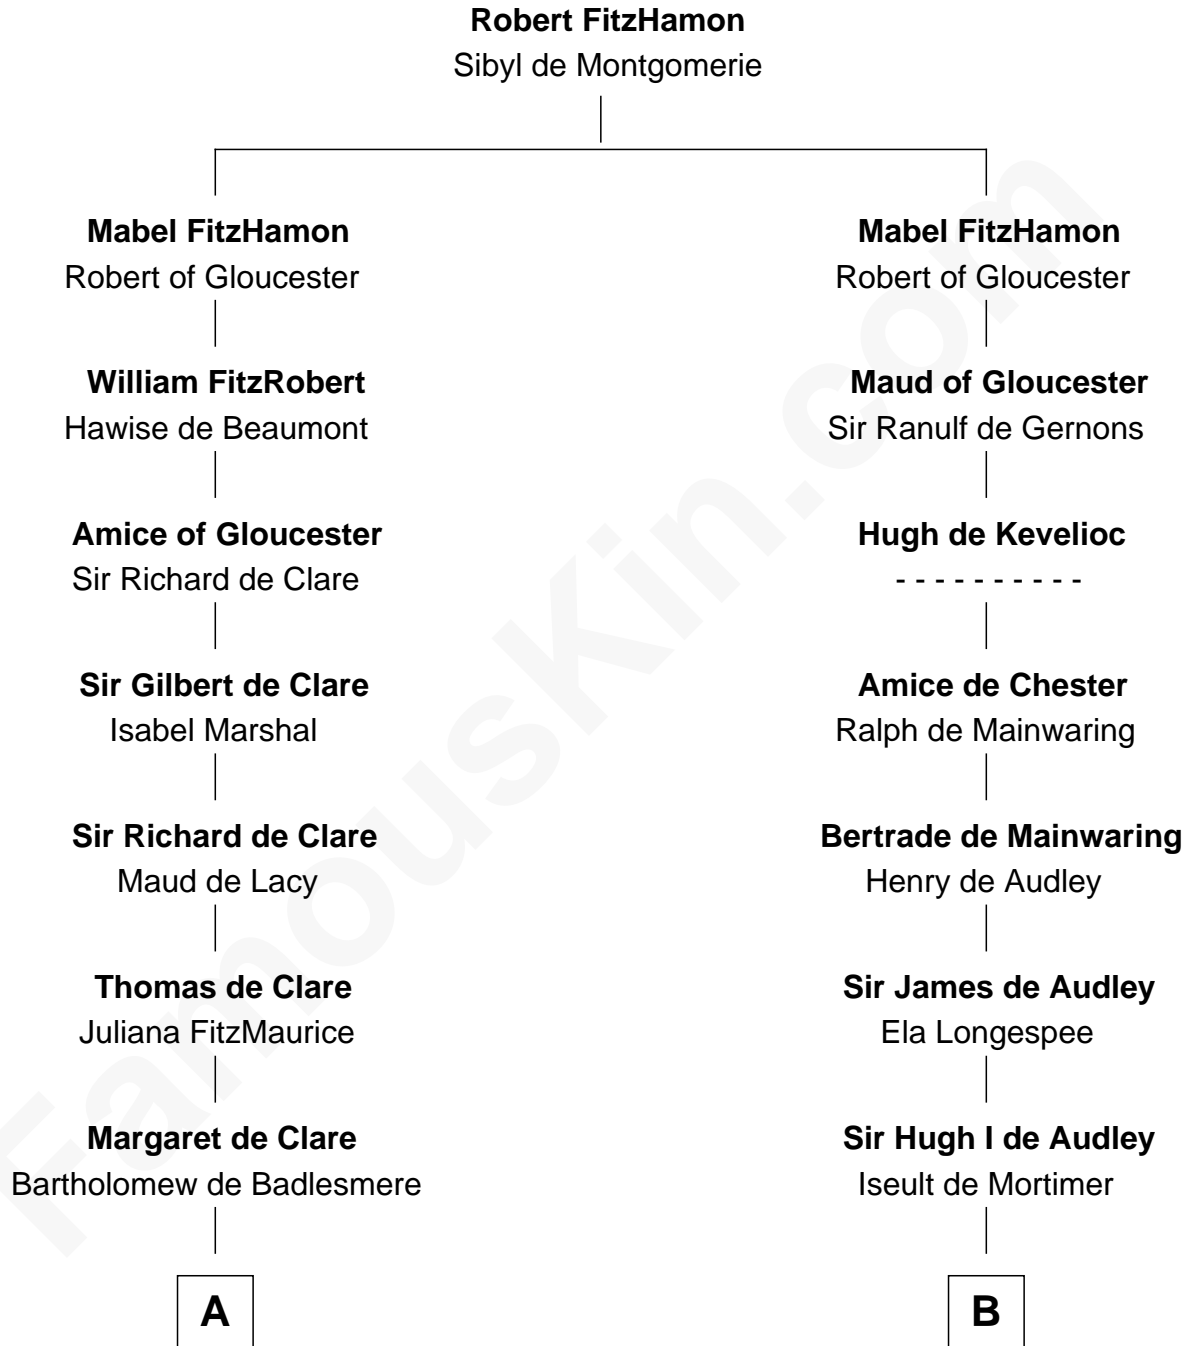 Robert FitzHamon
Sibyl de Montgomerie
Mabel FitzHamon
Robert of Gloucester
William FitzRobert
Hawise de Beaumont
Amice of Gloucester
Sir Richard de Clare
Sir Gilbert de Clare
Isabel Marshal
Sir Richard de Clare
Maud de Lacy
Thomas de Clare
Juliana FitzMaurice
Margaret de Clare
Bartholomew de Badlesmere
A
Mabel FitzHamon
Robert of Gloucester
Maud of Gloucester
Sir Ranulf de Gernons
Hugh de Kevelioc
- - - - - - - - - -
Amice de Chester
Ralph de Mainwaring
Bertrade de Mainwaring
Henry de Audley
Sir James de Audley
Ela Longespee
Sir Hugh I de Audley
Iseult de Mortimer
B
FamousKin.com